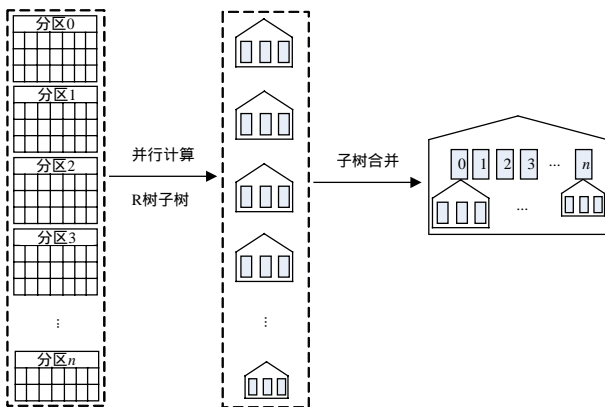 分区0
分区1
分区2
分区3
...
分区n
并行计算
R树子树
...
子树合并
0 1 2 3 ... n
...